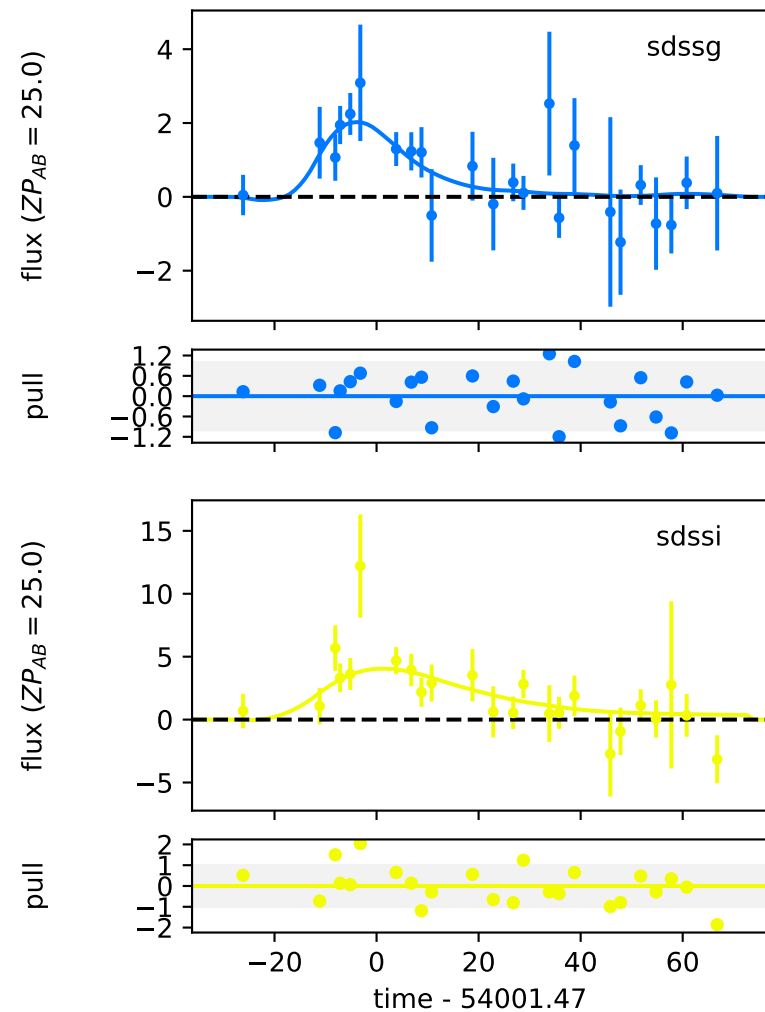 sdssg
flux (ZP_AB = 25.0)
4
2
0
−2
pull
1.2
0.6
0.0
−0.6
−1.2
sdssi
flux (ZP_AB = 25.0)
15
10
5
0
−5
pull
2
1
0
−1
−2
−20 0 20 40 60
time - 54001.47